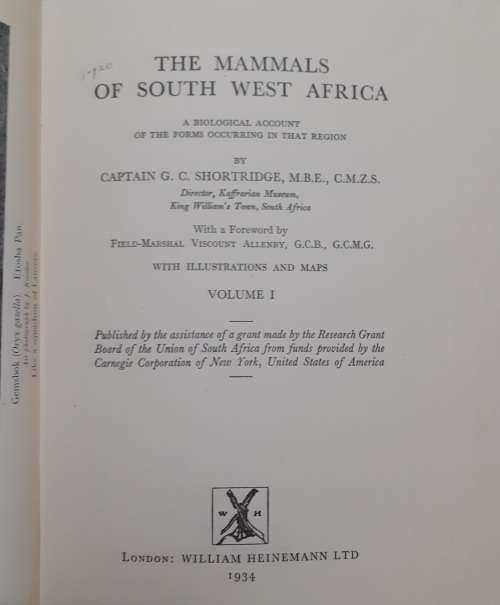 THE MAMMALS
OF SOUTH WEST AFRICA
A BIOLOGICAL ACCOUNT
OF THE FORMS OCCURRING IN THAT REGION
BY
CAPTAIN G. C. SHORTRIDGE, M.B.E., C.M.Z.S.
Director, Kaffrarian Museum,
King William's Town, South Africa
With a Foreword by
FIELD-MARSHAL VISCOUNT ALLENBY, G.C.B., G.C.M.G.
WITH ILLUSTRATIONS AND MAPS
VOLUME I
Published by the assistance of a grant made by the Research Grant
Board of the Union of South Africa from funds provided by the
Carnegie Corporation of New York, United States of America
W H
LONDON: WILLIAM HEINEMANN LTD
1934
Gemsbok (Oryx gazella) Etosha Pan